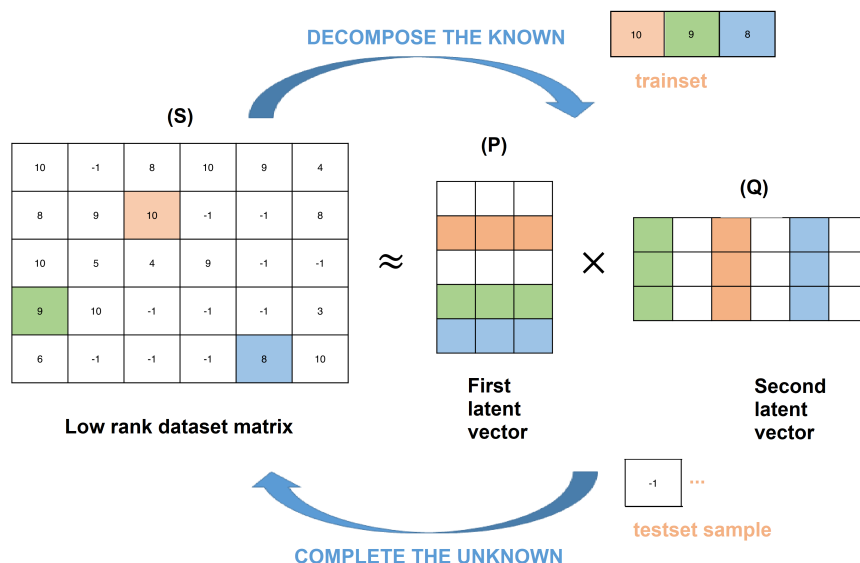 DECOMPOSE THE KNOWN
10 9 8
trainset
(S)
(P)
(Q)
10 -1 8 10 9 4
8 9 10 -1 -1 8
10 5 4 9 -1 -1
9 10 -1 -1 -1 3
6 -1 -1 -1 8 10
≈
×
Low rank dataset matrix
First
latent
vector
Second
latent
vector
-1 ...
testset sample
COMPLETE THE UNKNOWN